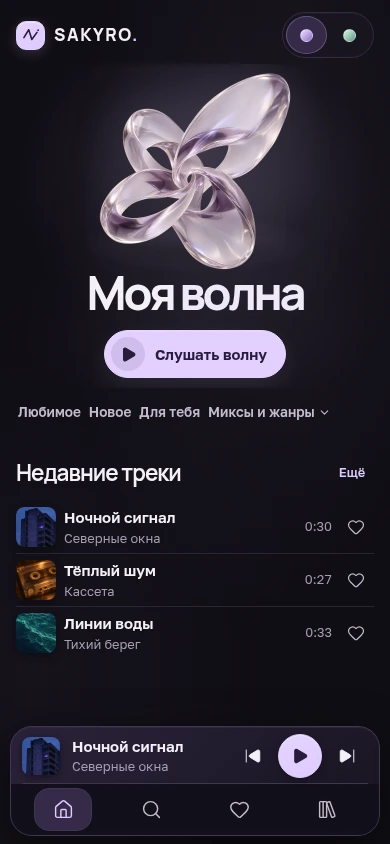 SAKYRO.
Моя волна
Слушать волну
Любимое Новое Для тебя Миксы и жанры
Недавние треки Ещё
Ночной сигнал
Северные окна
0:30
Тёплый шум
Кассета
0:27
Линии воды
Тихий берег
0:33
Ночной сигнал
Северные окна